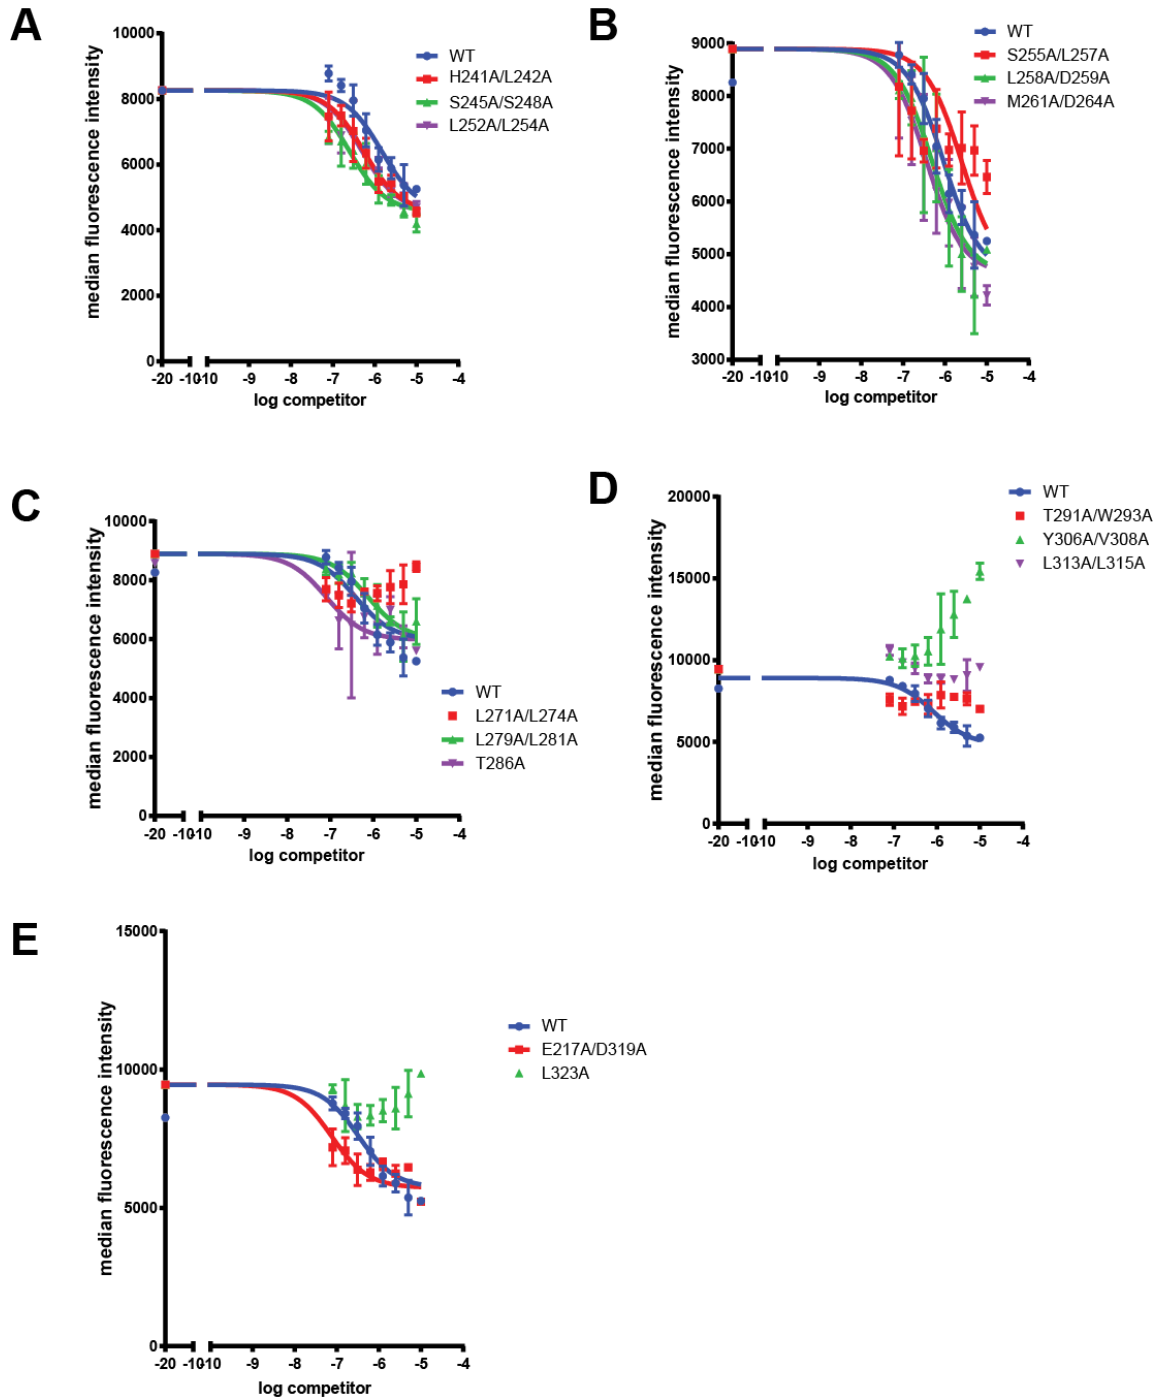 A
10000
8000
6000
4000
2000
0
median fluorescence intensity
-20 -10 -10 -9 -8 -7 -6 -5 -4
log competitor
WT
H241A/L242A
S245A/S248A
L252A/L254A
B
9000
8000
7000
6000
5000
4000
3000
median fluorescence intensity
-20 -10 -10 -9 -8 -7 -6 -5 -4
log competitor
WT
S255A/L257A
L258A/D259A
M261A/D264A
C
10000
8000
6000
4000
2000
0
median fluorescence intensity
-20 -10 -10 -9 -8 -7 -6 -5 -4
log competitor
WT
L271A/L274A
L279A/L281A
T286A
D
20000
15000
10000
5000
0
median fluorescence intensity
-20 -10 -10 -9 -8 -7 -6 -5 -4
log competitor
WT
T291A/W293A
Y306A/V308A
L313A/L315A
E
15000
10000
5000
0
median fluorescence intensity
-20 -10 -10 -9 -8 -7 -6 -5 -4
log competitor
WT
E217A/D319A
L323A